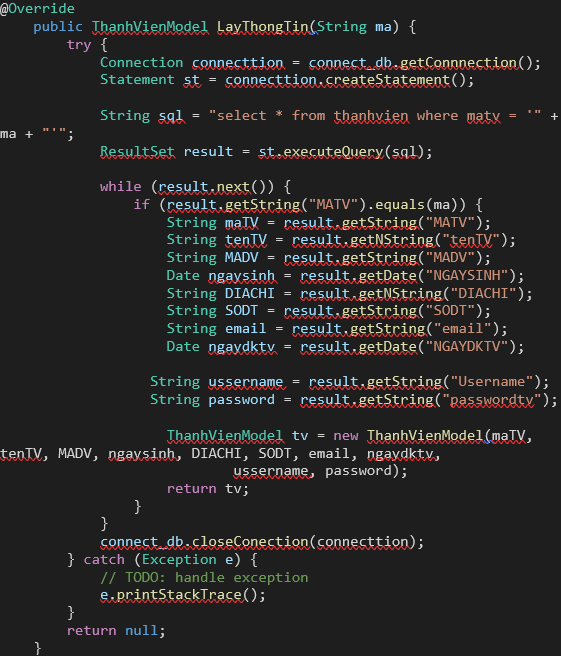 @Override
    public ThanhVienModel LayThongTin(String ma) {
        try {
            Connection connecttion = connect_db.getConnnection();
            Statement st = connecttion.createStatement();

            String sql = "select * from thanhvien where matv = '" +
ma + "'";
            ResultSet result = st.executeQuery(sql);

            while (result.next()) {
                if (result.getString("MATV").equals(ma)) {
                    String maTV = result.getString("MATV");
                    String tenTV = result.getNString("tenTV");
                    String MADV = result.getString("MADV");
                    Date ngaysinh = result.getDate("NGAYSINH");
                    String DIACHI = result.getNString("DIACHI");
                    String SODT = result.getString("SODT");
                    String email = result.getString("email");
                    Date ngaydktv = result.getDate("NGAYDKTV");

                  String ussername = result.getString("Username");
                  String password = result.getString("passwordtv");

                    ThanhVienModel tv = new ThanhVienModel(maTV,
tenTV, MADV, ngaysinh, DIACHI, SODT, email, ngaydktv,
                            ussername, password);
                    return tv;
                }
            }
            connect_db.closeConection(connecttion);
        } catch (Exception e) {
            // TODO: handle exception
            e.printStackTrace();
        }
        return null;
    }